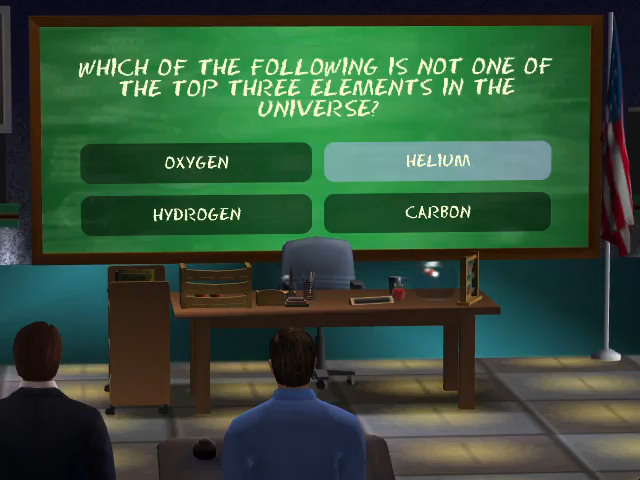 WHICH OF THE FOLLOWING IS NOT ONE OF
THE TOP THREE ELEMENTS IN THE
UNIVERSE?
OXYGEN
HELIUM
HYDROGEN
CARBON